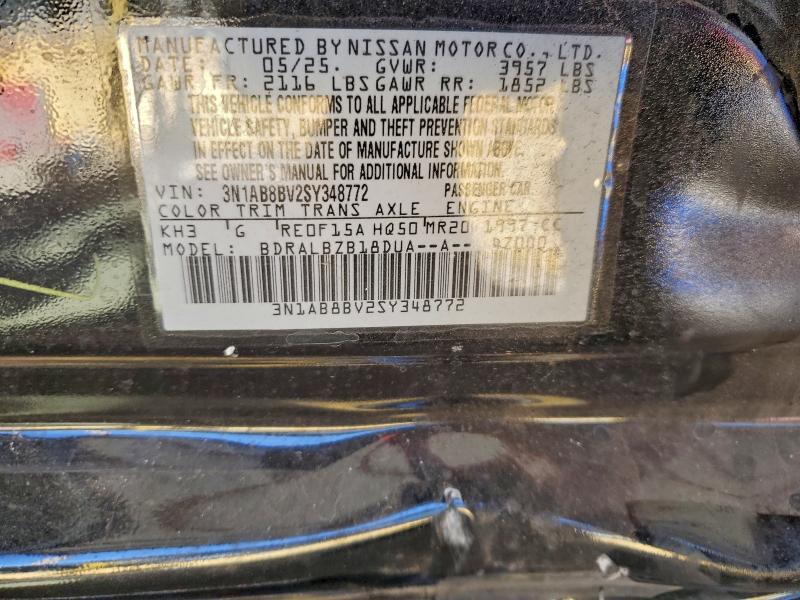 MANUFACTURED BY NISSAN MOTOR CO., LTD.
DATE: 05/25. GVWR: 3957 LBS
GAWR FR: 2116 LBS GAWR RR: 1852 LBS
THIS VEHICLE CONFORMS TO ALL APPLICABLE FEDERAL MOTOR
VEHICLE SAFETY, BUMPER AND THEFT PREVENTION STANDARDS
IN EFFECT ON THE DATE OF MANUFACTURE SHOWN ABOVE.
SEE OWNER'S MANUAL FOR ADDITIONAL INFORMATION.
VIN: 3N1AB8BV2SY348772 PASSENGER CAR
COLOR TRIM TRANS AXLE ENGINE
KH3 G RE0F15A HQ50 MR20 1997:CC
MODEL: BDRALBZB18DUA--A--
3N1AB8BV2SY348772